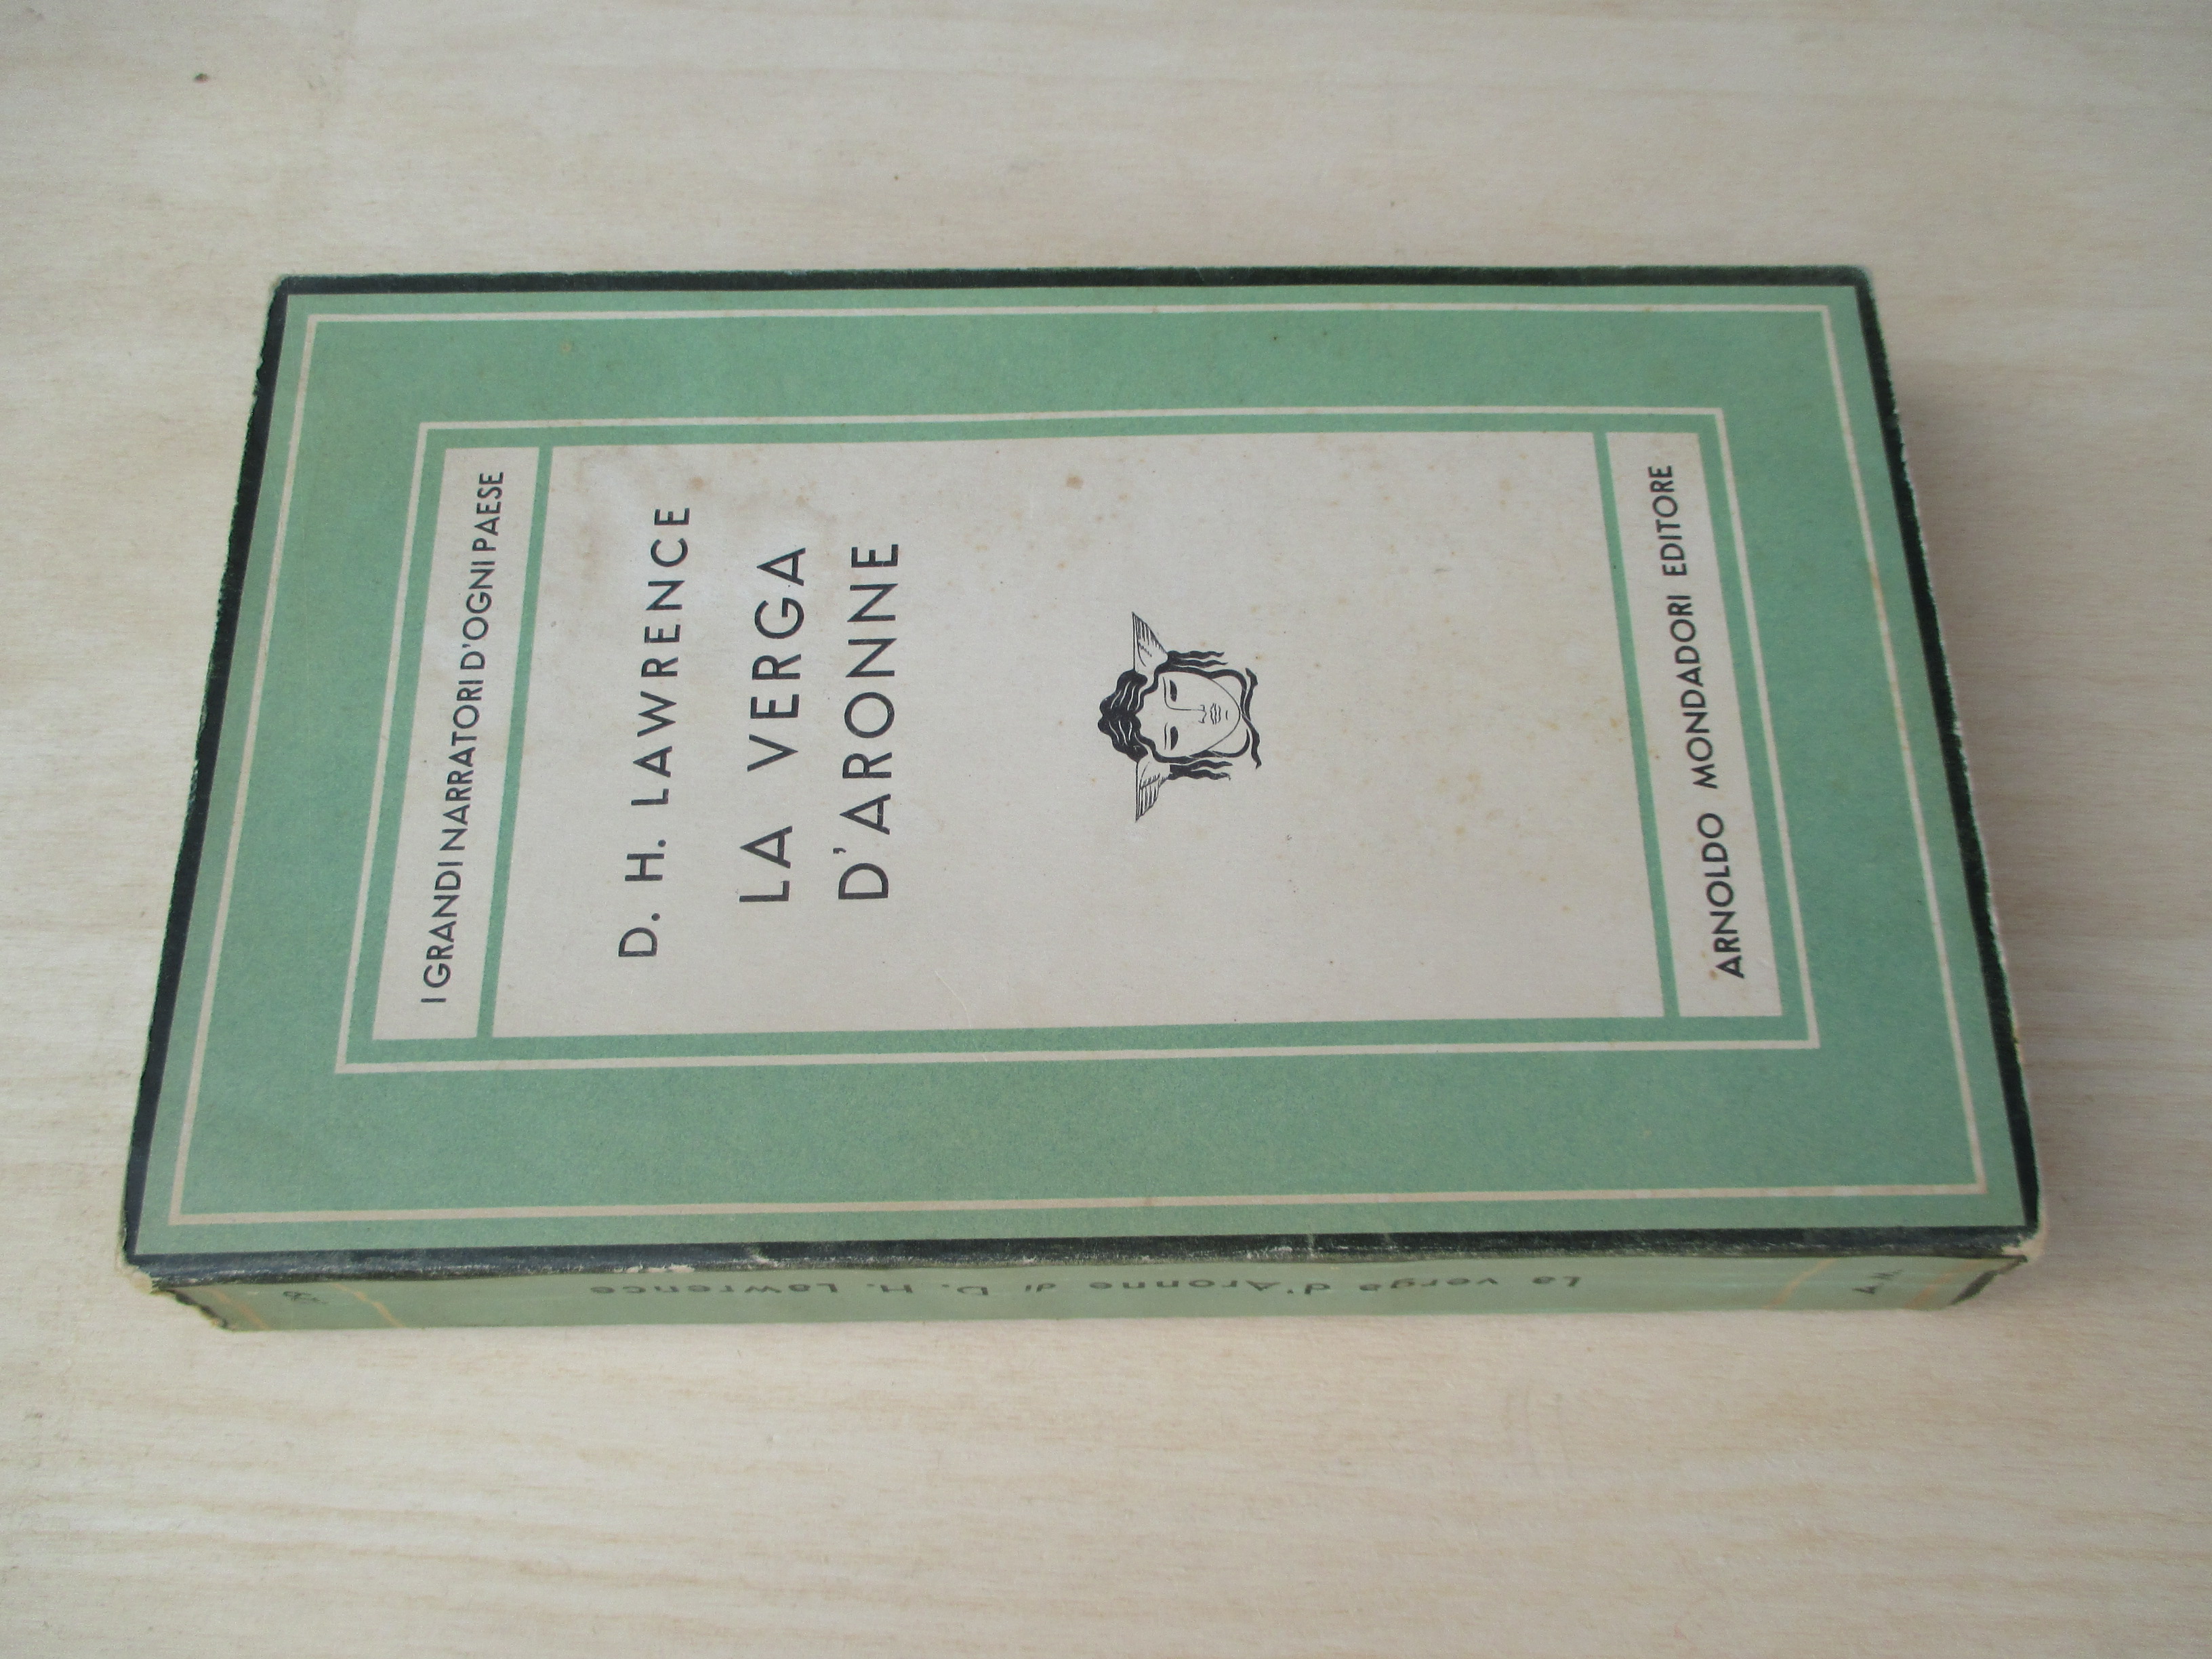 I GRANDI NARRATORI D'OGNI PAESE
D. H. LAWRENCE
LA VERGA
D'ARONNE
ARNOLDO MONDADORI EDITORE
La verga d'Aronne di D. H. Lawrence
A. M.